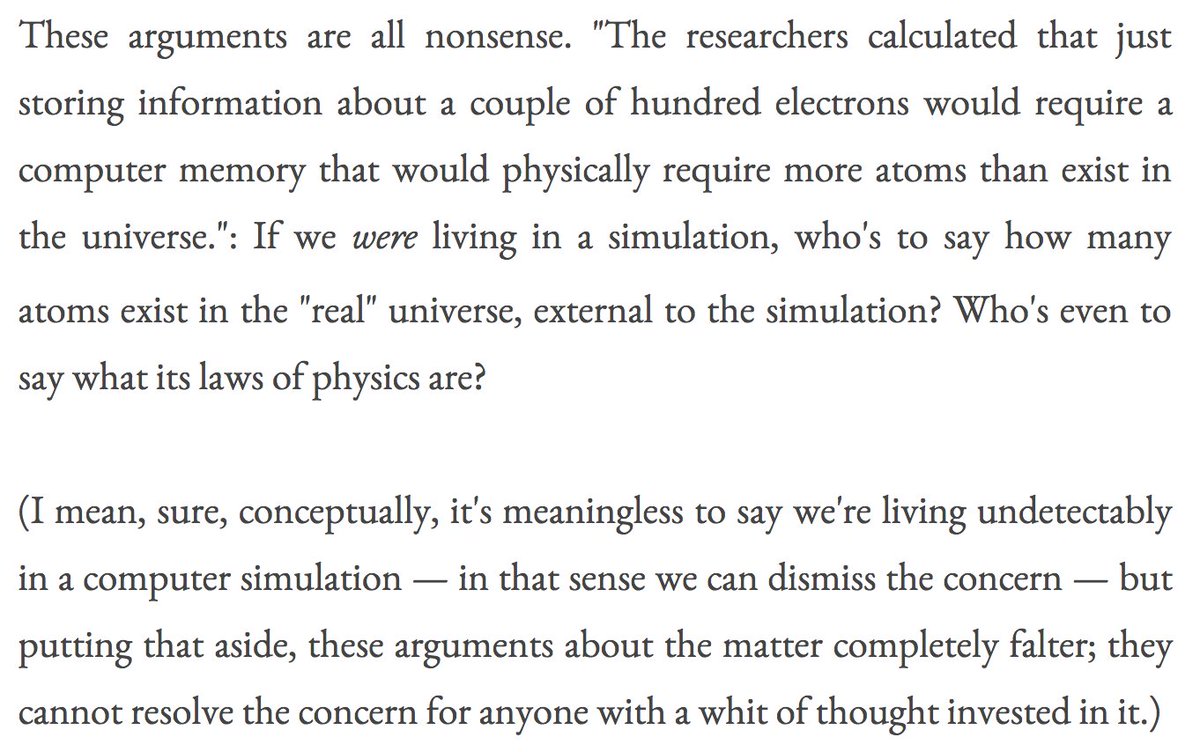 These arguments are all nonsense. "The researchers calculated that just
storing information about a couple of hundred electrons would require a
computer memory that would physically require more atoms than exist in
the universe.": If we were living in a simulation, who's to say how many
atoms exist in the "real" universe, external to the simulation? Who's even to
say what its laws of physics are?
(I mean, sure, conceptually, it's meaningless to say we're living undetectably
in a computer simulation — in that sense we can dismiss the concern — but
putting that aside, these arguments about the matter completely falter; they
cannot resolve the concern for anyone with a whit of thought invested in it.)